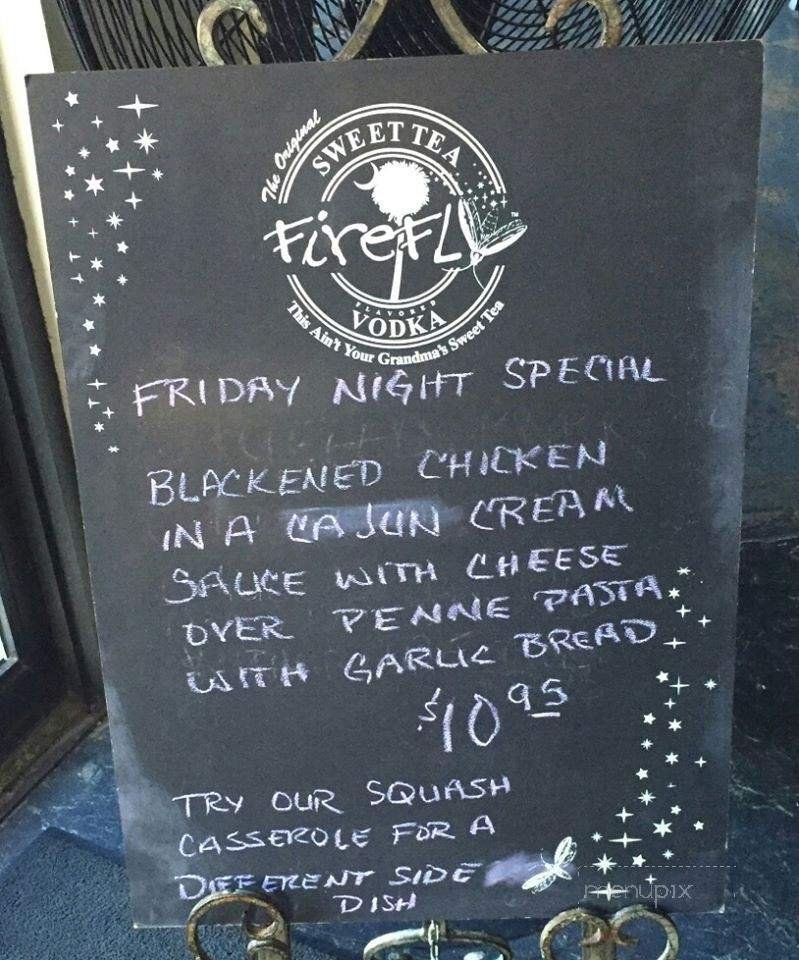 The Original
SWEET TEA
FireFLy
FLAVORED
VODKA
This Ain't Your Grandma's Sweet Tea
FRIDAY NIGHT SPECIAL
BLACKENED CHICKEN
IN A CAJUN CREAM
SAUCE WITH CHEESE
OVER PENNE PASTA
WITH GARLIC BREAD
$10 95
TRY OUR SQUASH
CASSEROLE FOR A
DIFFERENT SIDE
DISH
menupix